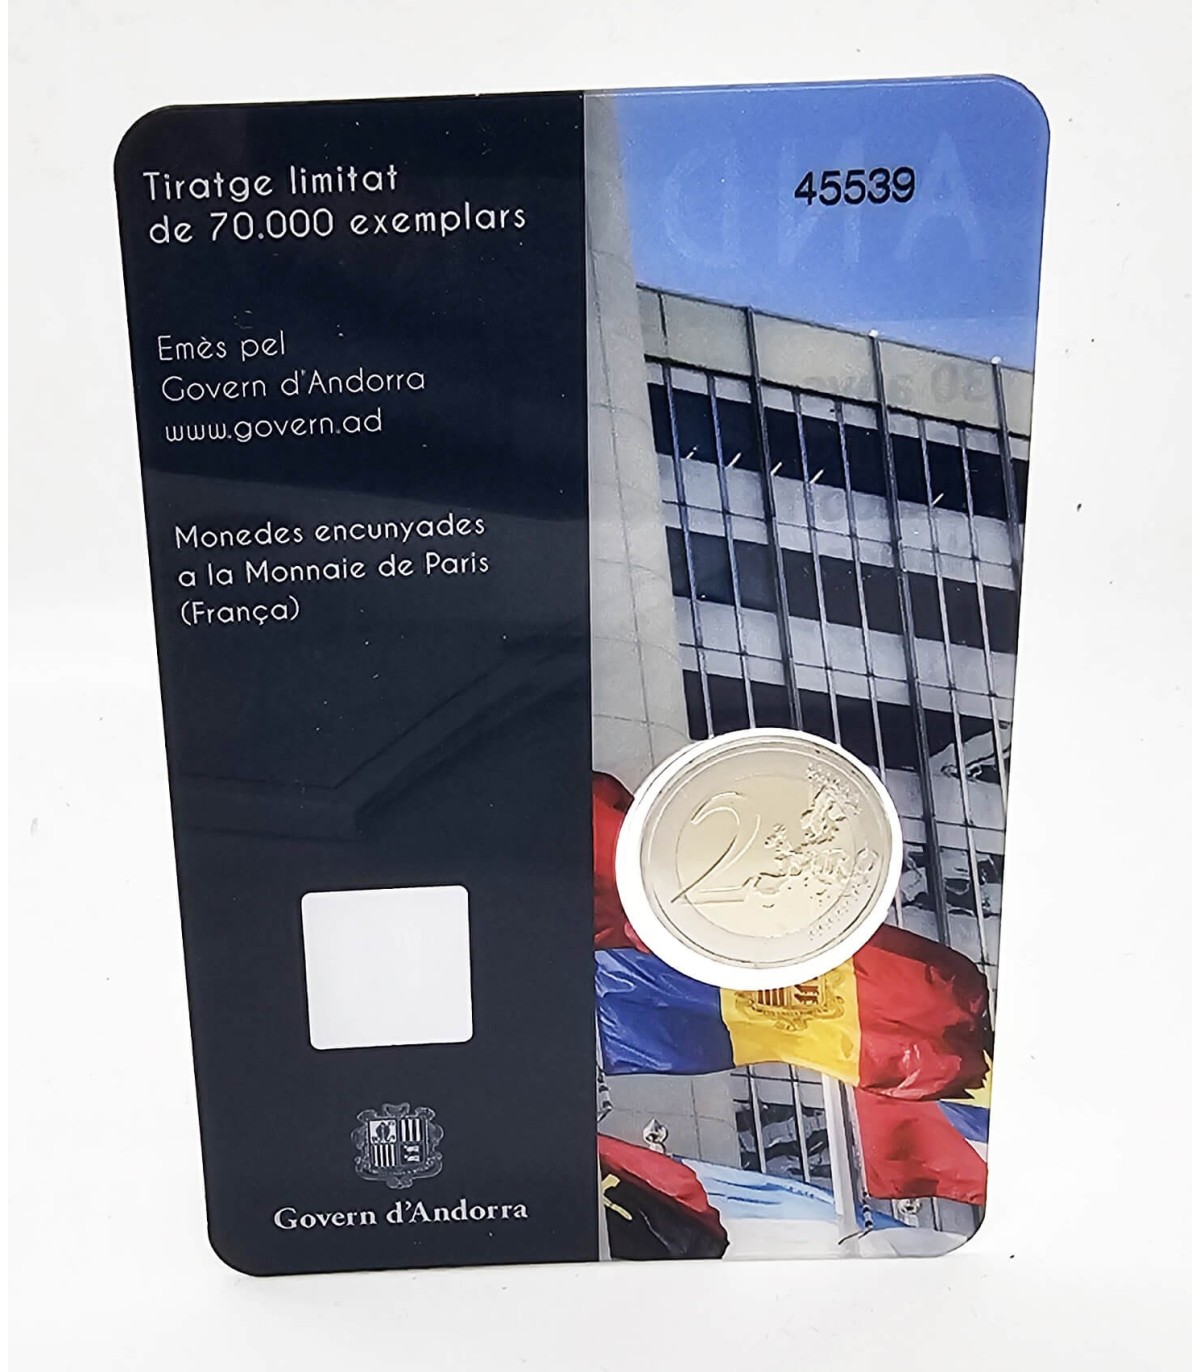 Tiratge limitat
de 70.000 exemplars
45539
Emès pel
Govern d'Andorra
www.govern.ad
Monedes encunyades
a la Monnaie de Paris
(França)
2 EURO
Govern d'Andorra